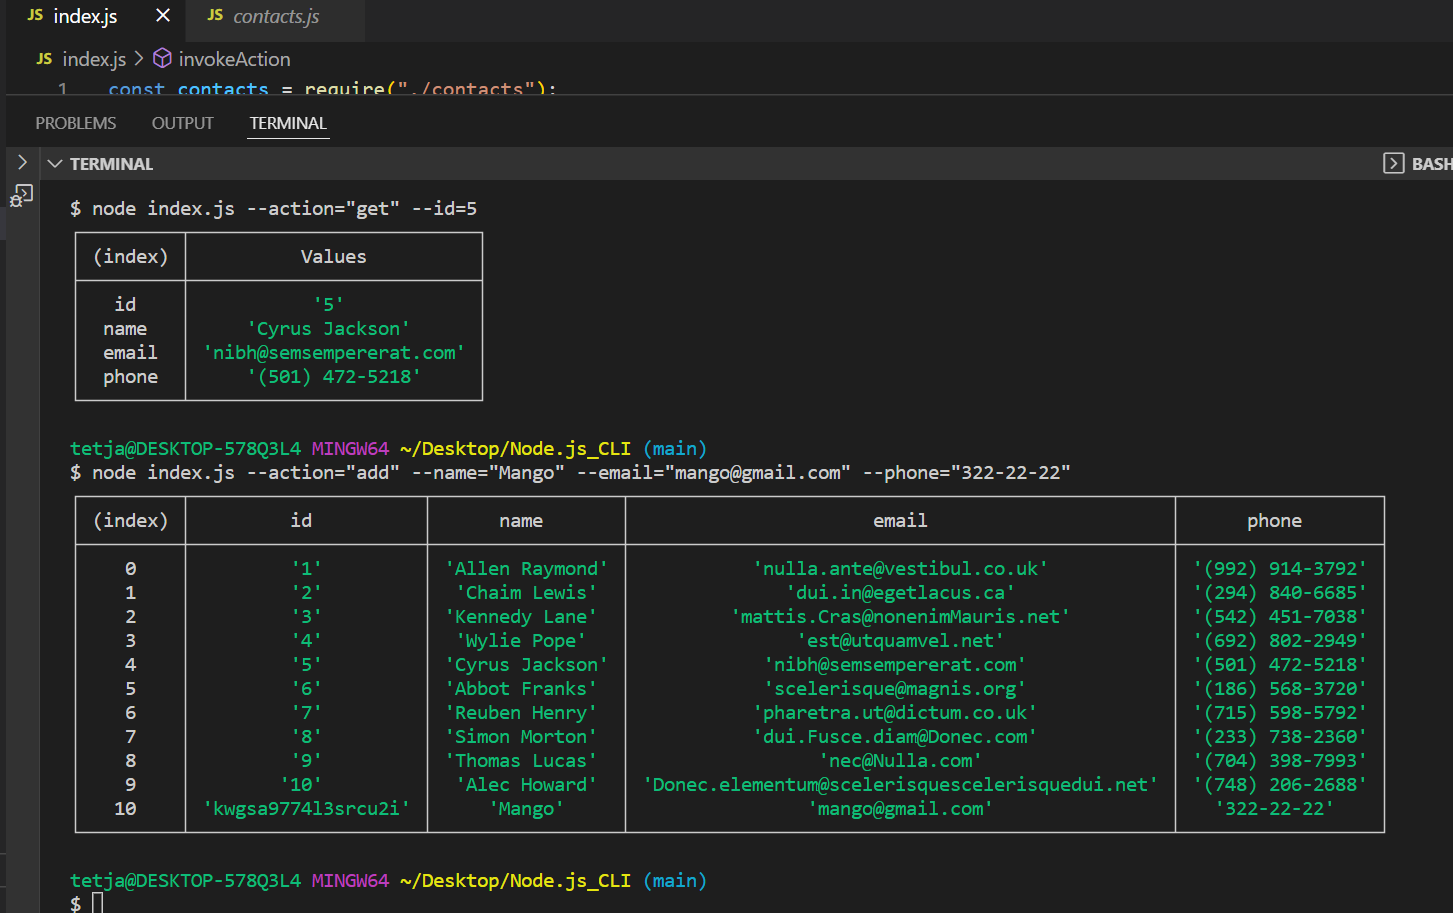 JS index.js × JS contacts.js
JS index.js > invokeAction
1 const contacts = require("./contacts");
PROBLEMS OUTPUT TERMINAL
TERMINAL BASH
$ node index.js --action="get" --id=5
(index) Values
id '5'
name 'Cyrus Jackson'
email 'nibh@semsempererat.com'
phone '(501) 472-5218'
tetja@DESKTOP-578Q3L4 MINGW64 ~/Desktop/Node.js_CLI (main)
$ node index.js --action="add" --name="Mango" --email="mango@gmail.com" --phone="322-22-22"
(index) id name email phone
0 '1' 'Allen Raymond' 'nulla.ante@vestibul.co.uk' '(992) 914-3792'
1 '2' 'Chaim Lewis' 'dui.in@egetlacus.ca' '(294) 840-6685'
2 '3' 'Kennedy Lane' 'mattis.Cras@nonenimMauris.net' '(542) 451-7038'
3 '4' 'Wylie Pope' 'est@utquamvel.net' '(692) 802-2949'
4 '5' 'Cyrus Jackson' 'nibh@semsempererat.com' '(501) 472-5218'
5 '6' 'Abbot Franks' 'scelerisque@magnis.org' '(186) 568-3720'
6 '7' 'Reuben Henry' 'pharetra.ut@dictum.co.uk' '(715) 598-5792'
7 '8' 'Simon Morton' 'dui.Fusce.diam@Donec.com' '(233) 738-2360'
8 '9' 'Thomas Lucas' 'nec@Nulla.com' '(704) 398-7993'
9 '10' 'Alec Howard' 'Donec.elementum@scelerisquescelerisquedui.net' '(748) 206-2688'
10 'kwgsa9774l3srcu2i' 'Mango' 'mango@gmail.com' '322-22-22'
tetja@DESKTOP-578Q3L4 MINGW64 ~/Desktop/Node.js_CLI (main)
$